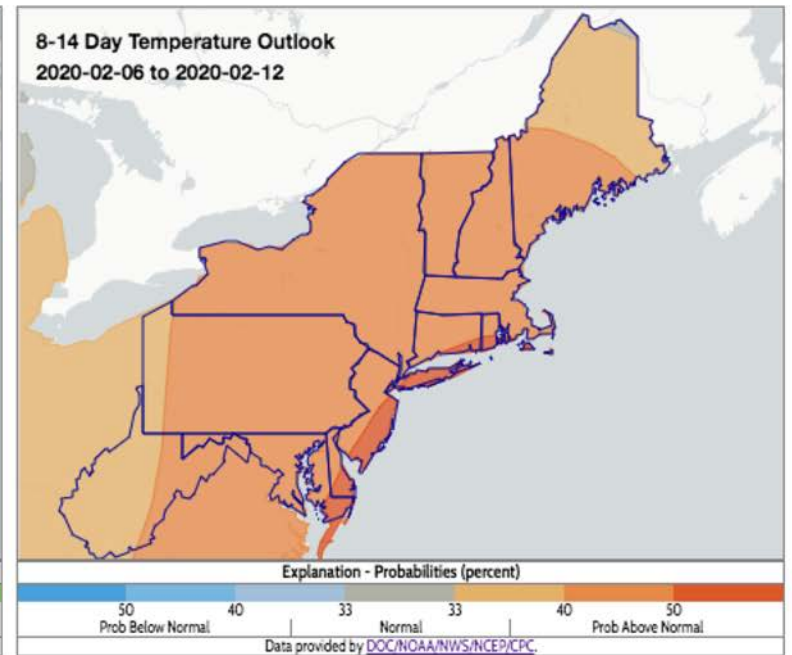 8-14 Day Temperature Outlook
2020-02-06 to 2020-02-12
Explanation - Probabilities (percent)
50 40 33 33 40 50
Prob Below Normal | Normal | Prob Above Normal
Data provided by DOC/NOAA/NWS/NCEP/CPC.